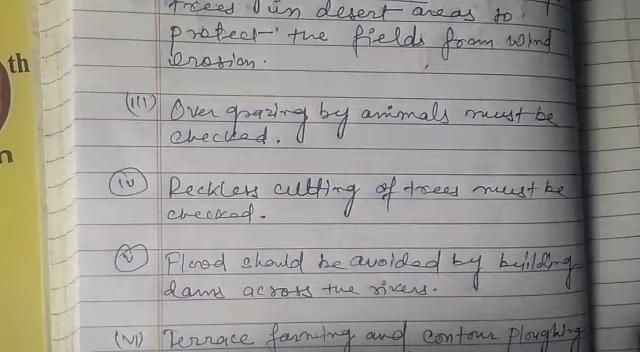 trees in desert areas to
protect the fields from wind
erosion.
(III) Over grazing by animals must be
checked.
(iv) Reckless cutting of trees must be
checked.
(v) Flood should be avoided by building
dams across the rivers.
(VI) Terrace farming and contour ploughing
th
n